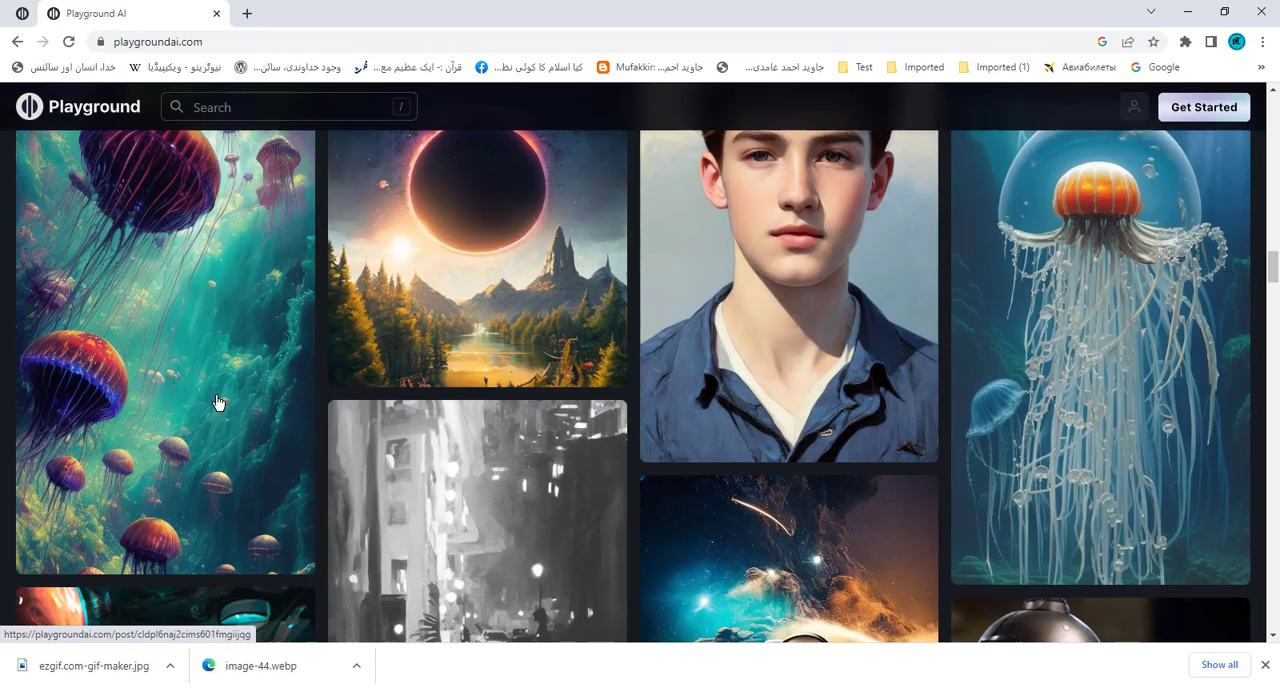 Playground AI
playgroundai.com
خدا، انسان اور سائنس
نیوٹرینو - ویکیپیڈیا
وجود خداوندی، سائن...
قرآن :- ایک عظیم مع...
کیا اسلام کا کوئی نظ...
Mufakkir: ...جاوید احم
جاوید احمد غامدی...
Test
Imported
Imported (1)
Авиабилеты
Google
»
Playground
Search
/
Get Started
https://playgroundai.com/post/cldpl6naj2cims601fmgiijqg
ezgif.com-gif-maker.jpg
image-44.webp
Show all